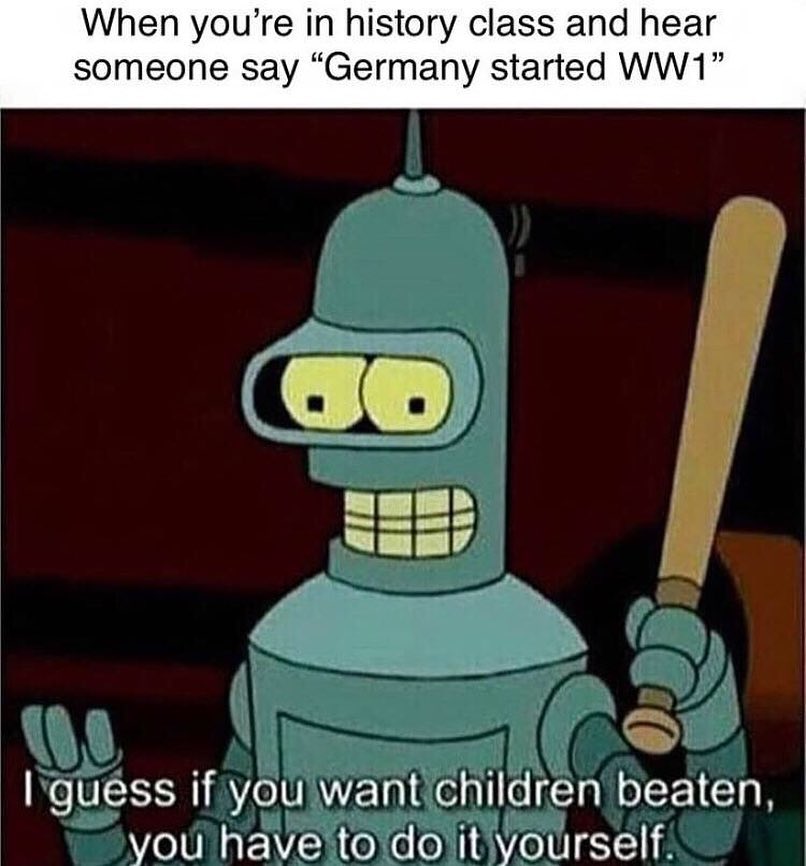 When you’re in history class and hear
someone say “Germany started WW1”
I guess if you want children beaten,
you have to do it yourself.